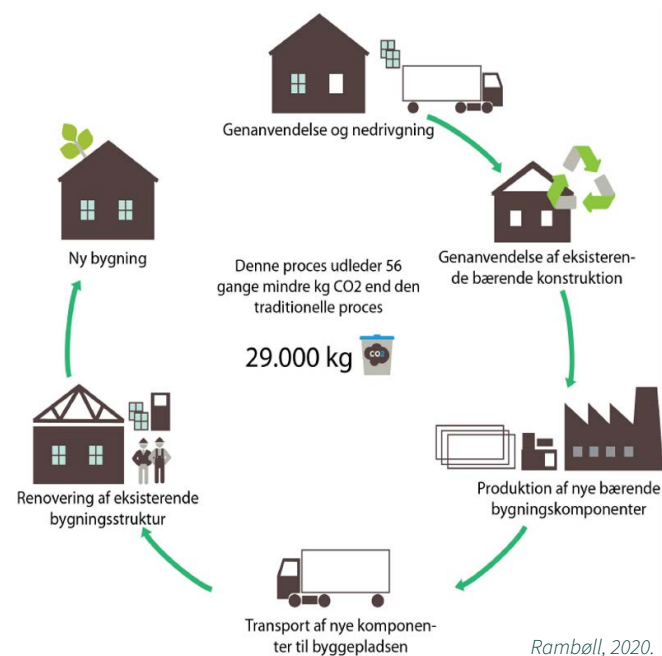 Genanvendelse og nedrivgning
Genanvendelse af eksisteren-
de bærende konstruktion
Ny bygning
Denne proces udleder 56
gange mindre kg CO2 end den
traditionelle proces
29.000 kg
CO2
Renovering af eksisterende
bygningsstruktur
Produktion af nye bærende
bygningskomponenter
Transport af nye komponen-
ter til byggepladsen
Rambøll, 2020.